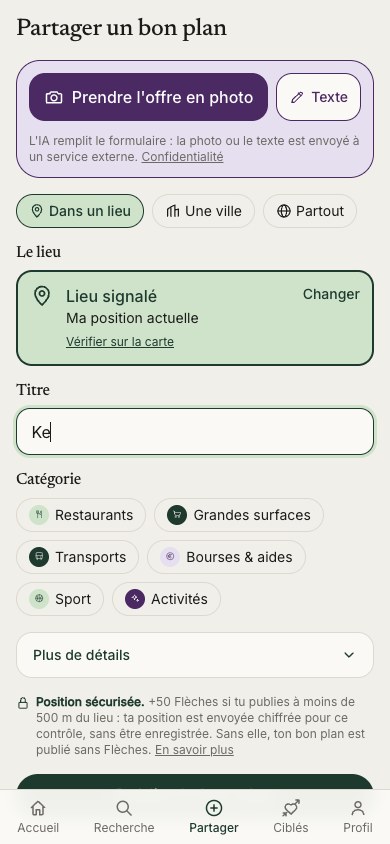 Partager un bon plan
Prendre l'offre en photo
Texte
L'IA remplit le formulaire : la photo ou le texte est envoyé à
un service externe. Confidentialité
Dans un lieu
Une ville
Partout
Le lieu
Lieu signalé
Changer
Ma position actuelle
Vérifier sur la carte
Titre
Ke
Catégorie
Restaurants
Grandes surfaces
Transports
Bourses & aides
Sport
Activités
Plus de détails
Position sécurisée. +50 Flèches si tu publies à moins de
500 m du lieu : ta position est envoyée chiffrée pour ce
contrôle, sans être enregistrée. Sans elle, ton bon plan est
publié sans Flèches. En savoir plus
Accueil
Recherche
Partager
Ciblés
Profil